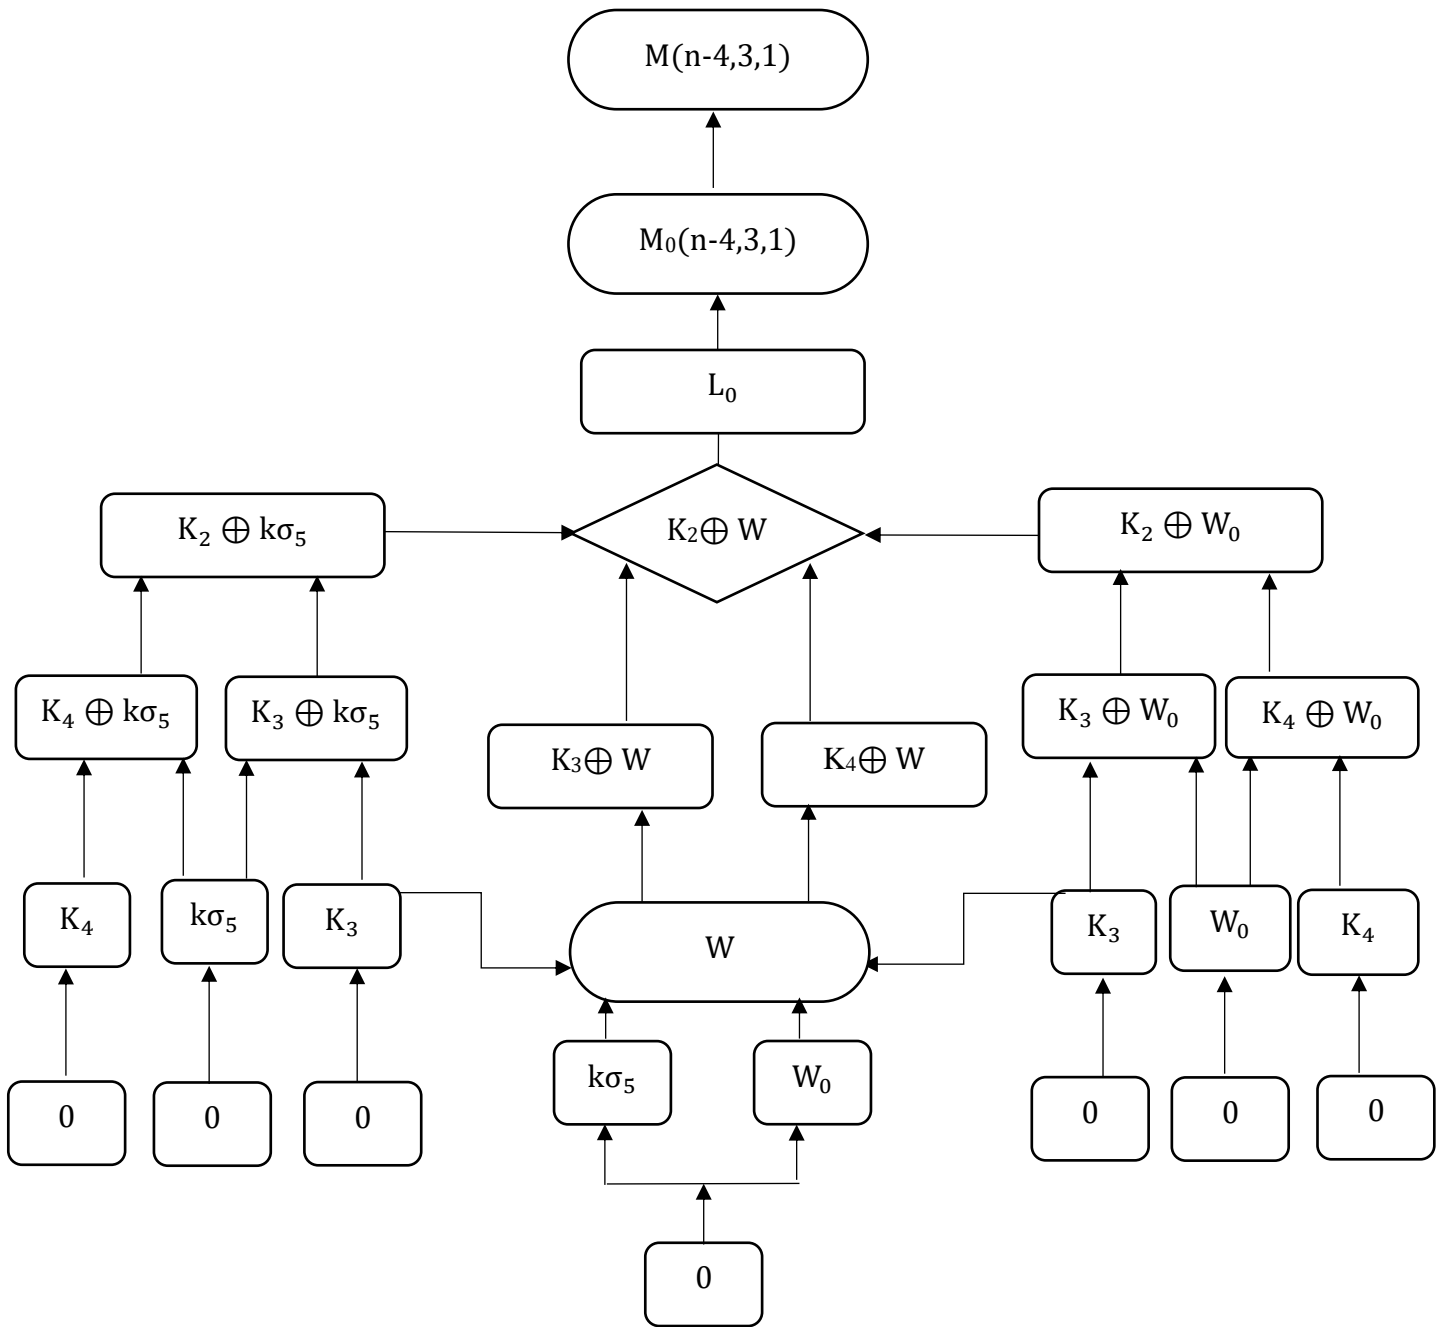 M(n-4,3,1)
M₀(n-4,3,1)
L₀
K₂ ⊕ kσ₅
K₂⊕ W
K₂ ⊕ W₀
K₄ ⊕ kσ₅
K₃ ⊕ kσ₅
K₃⊕ W
K₄⊕ W
K₃ ⊕ W₀
K₄ ⊕ W₀
K₄
kσ₅
K₃
W
K₃
W₀
K₄
kσ₅
W₀
0
0
0
0
0
0
0